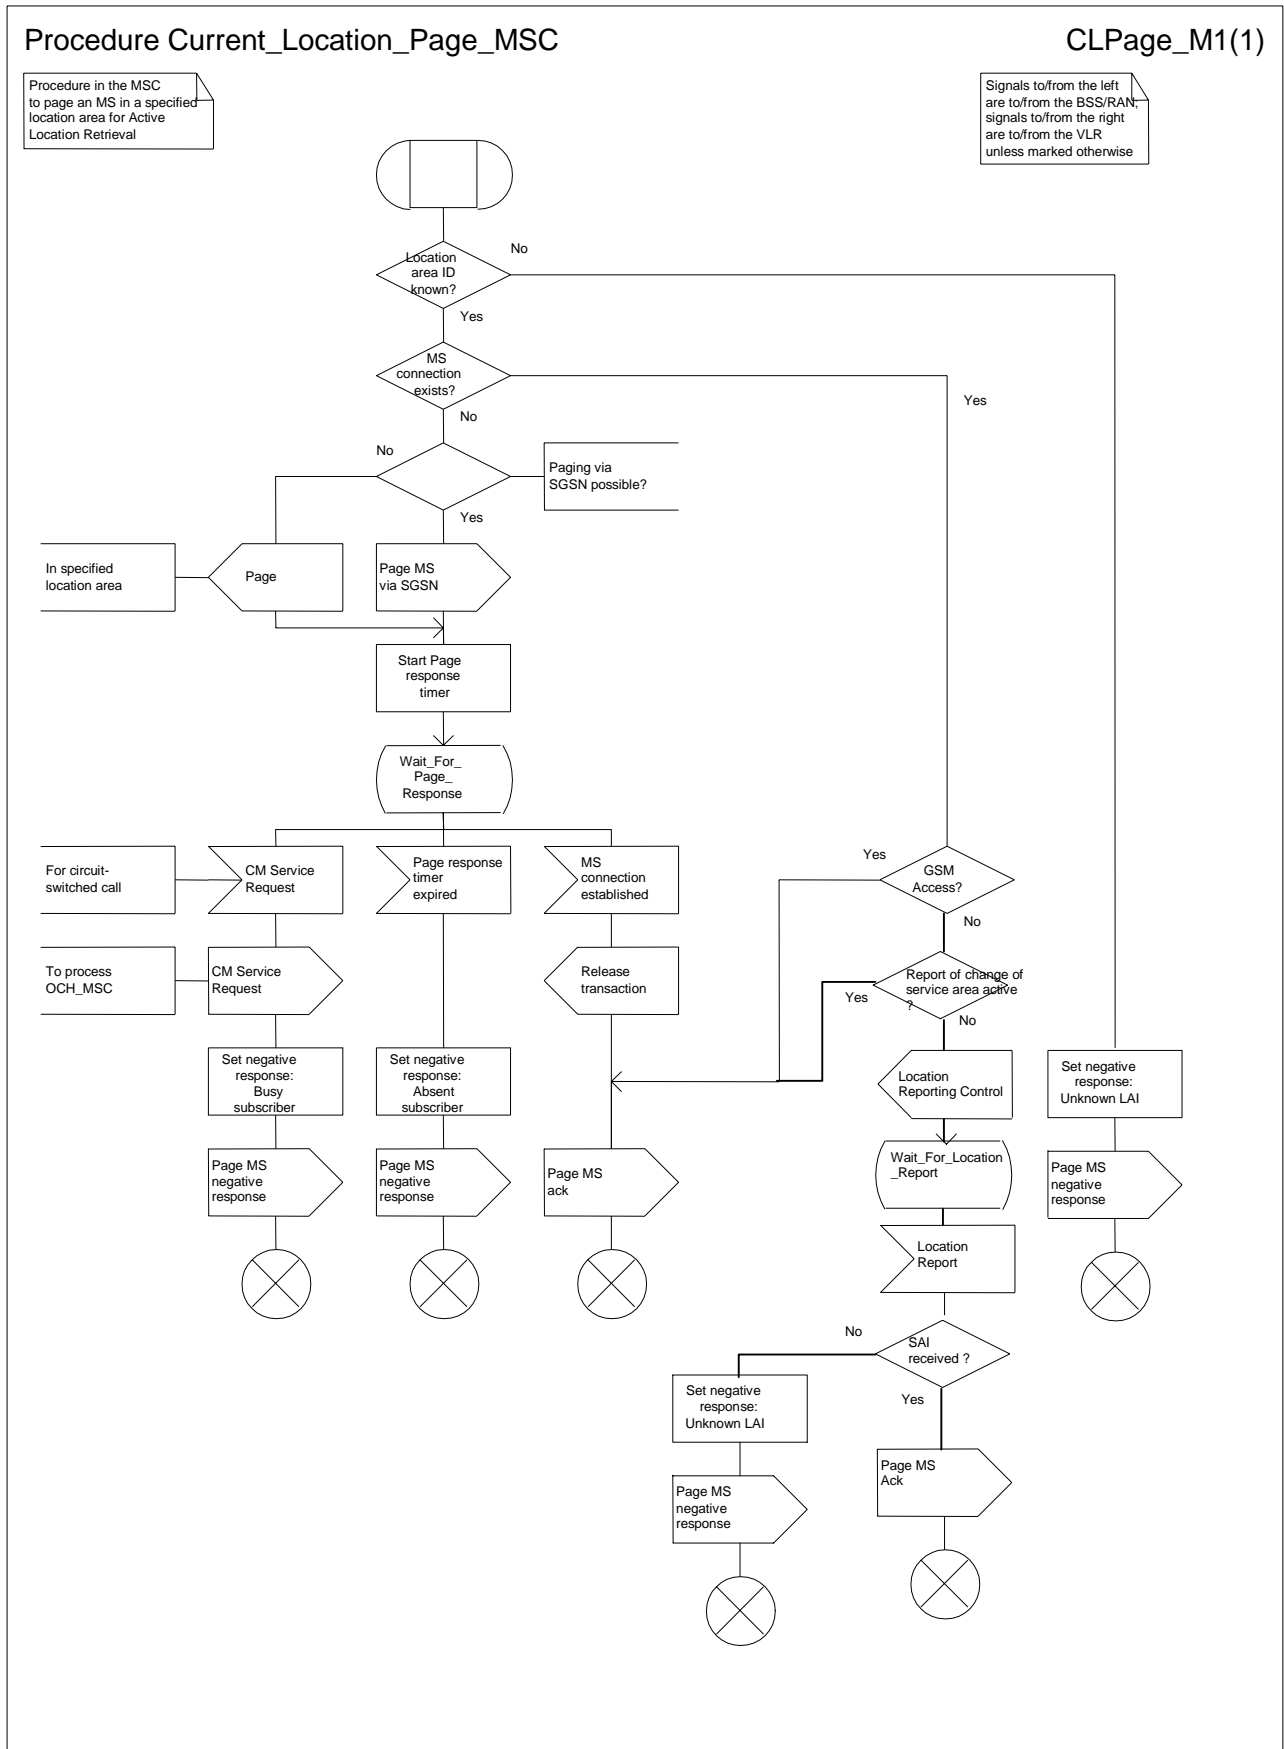 Procedure Current_Location_Page_MSC
CLPage_M1(1)
Procedure in the MSC
to page an MS in a specified
location area for Active
Location Retrieval
Signals to/from the left
are to/from the BSS/RAN;
signals to/from the right
are to/from the VLR
unless marked otherwise
Location
area ID
known?
No
Yes
MS
connection
exists?
Yes
No
No
Paging via
SGSN possible?
Yes
In specified
location area
Page
Page MS
via SGSN
Start Page
response
timer
Wait_For_
Page_
Response
For circuit-
switched call
CM Service
Request
Page response
timer
expired
MS
connection
established
Yes
GSM
Access?
No
To process
OCH_MSC
CM Service
Request
Release
transaction
Report of change of
service area active
?
Yes
No
Set negative
response:
Busy
subscriber
Set negative
response:
Absent
subscriber
Location
Reporting Control
Set negative
response:
Unknown LAI
Page MS
negative
response
Page MS
negative
response
Page MS
ack
Wait_For_Location
_Report
Page MS
negative
response
Location
Report
No
SAI
received ?
Yes
Set negative
response:
Unknown LAI
Page MS
Ack
Page MS
negative
response